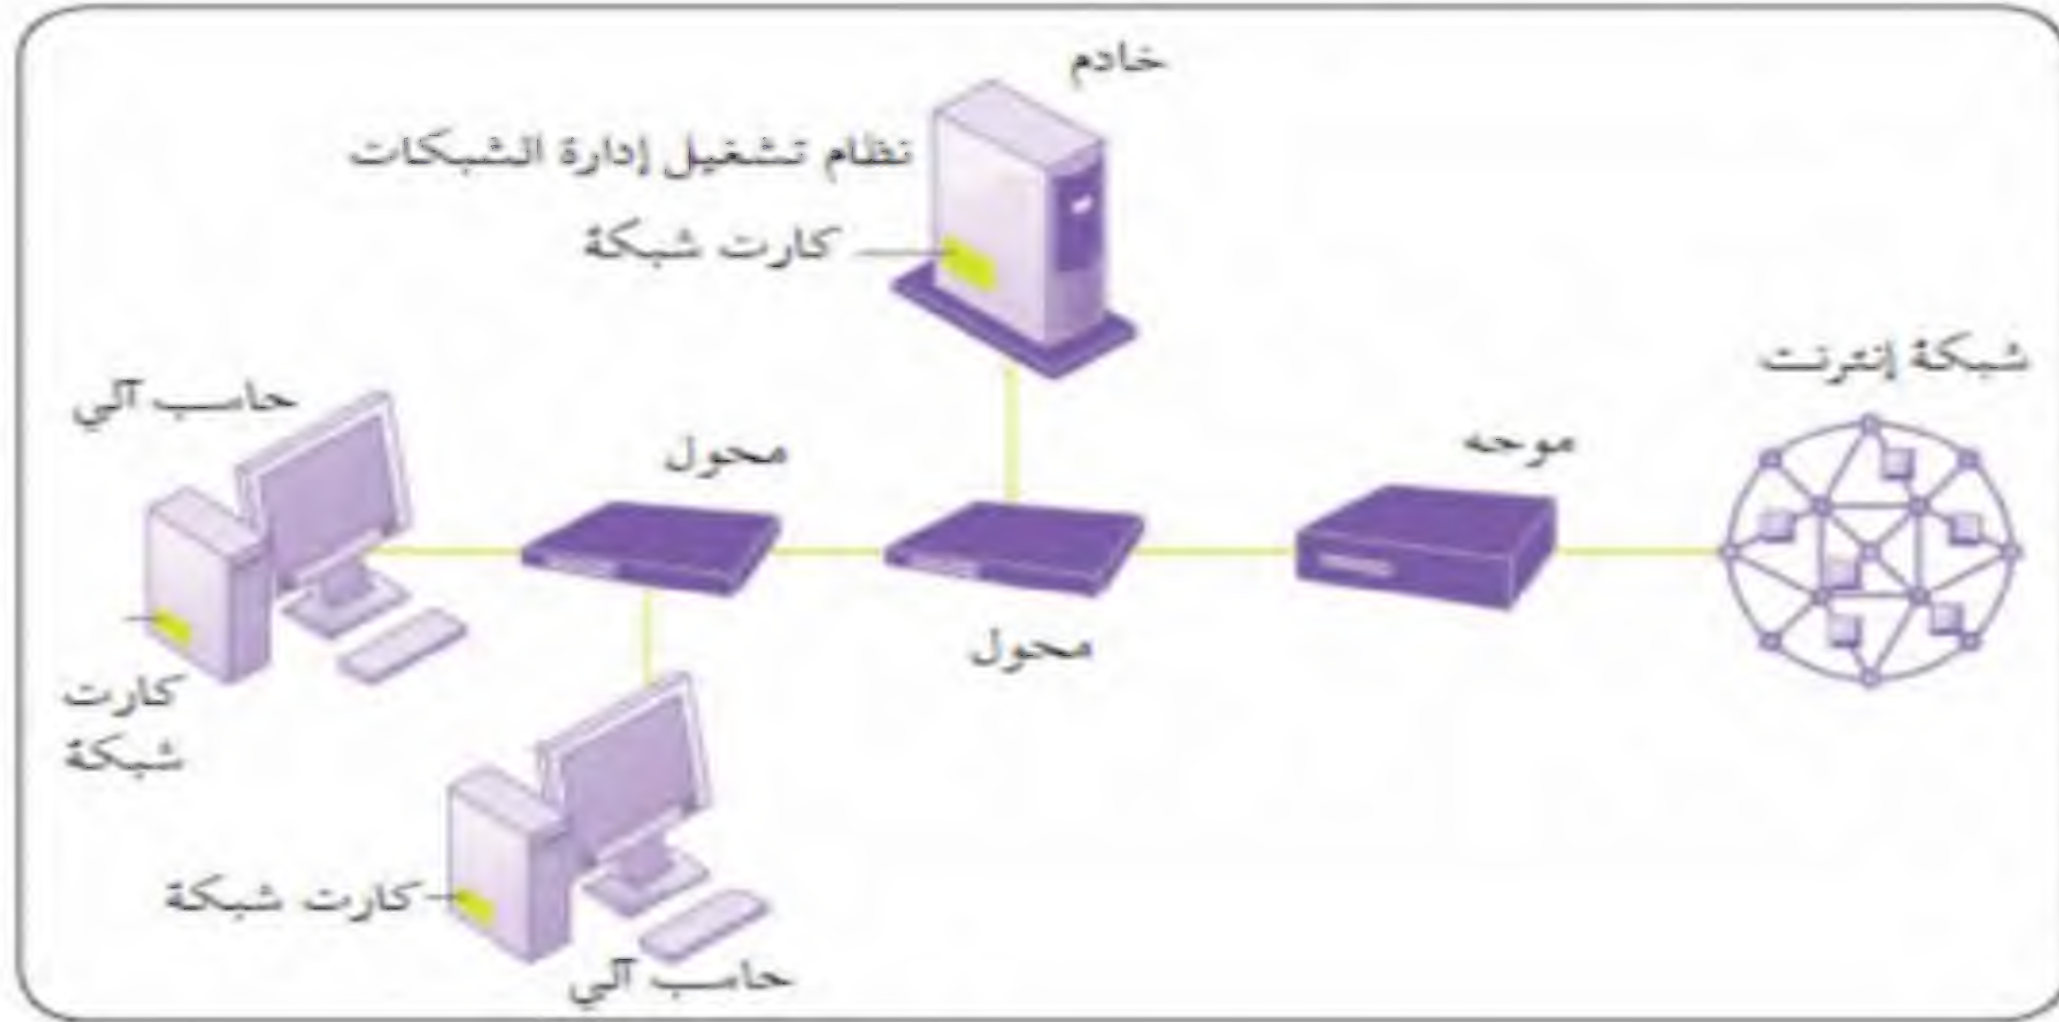 خادم
نظام تشغيل إدارة الشبكات
كارت شبكة
شبكة إنترنت
موحه
محول
حاسب آلي
محول
كارت
شبكة
كارت شبكة
حاسب آلي